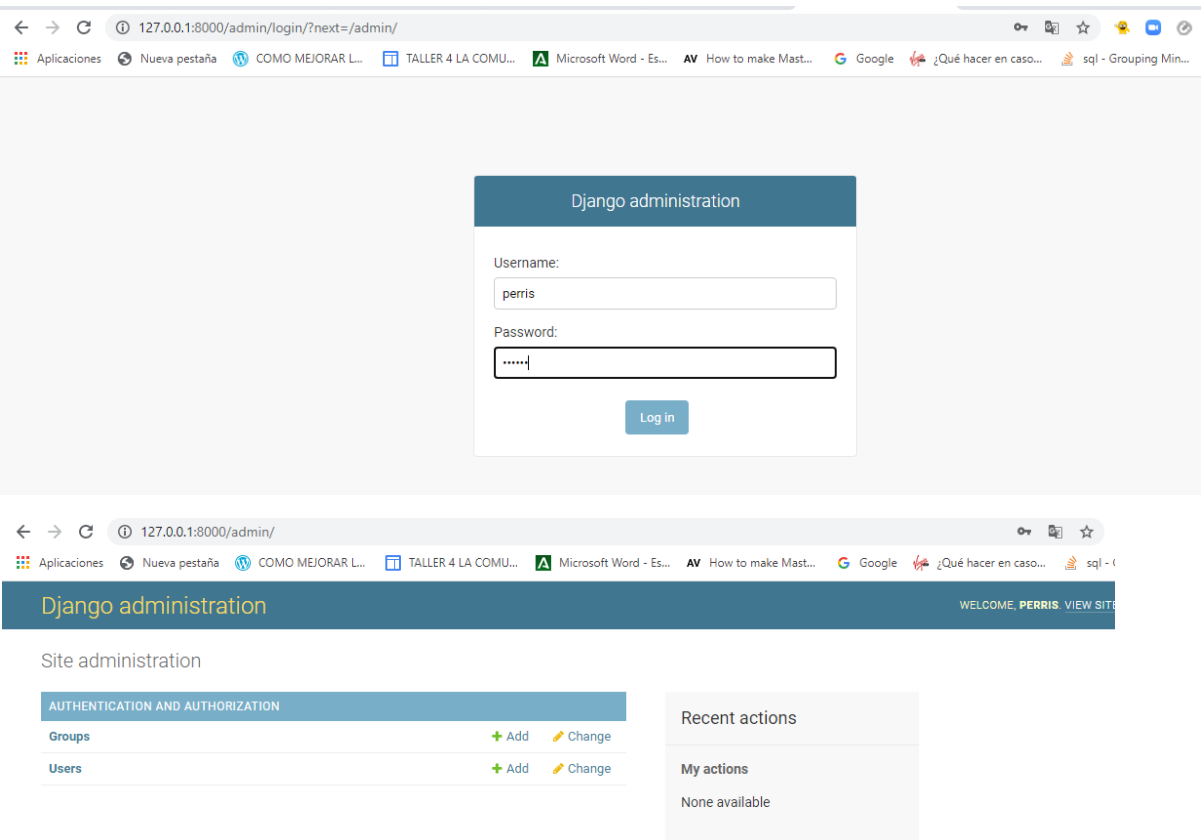 127.0.0.1:8000/admin/login/?next=/admin/
Aplicaciones Nueva pestaña COMO MEJORAR L... TALLER 4 LA COMU... Microsoft Word - Es... AV How to make Mast... Google ¿Qué hacer en caso... sql - Grouping Min...
Django administration
Username:
perris
Password:
••••••
Log in
127.0.0.1:8000/admin/
Aplicaciones Nueva pestaña COMO MEJORAR L... TALLER 4 LA COMU... Microsoft Word - Es... AV How to make Mast... Google ¿Qué hacer en caso... sql -
Django administration
WELCOME, PERRIS. VIEW SITE
Site administration
AUTHENTICATION AND AUTHORIZATION
Groups + Add Change
Users + Add Change
Recent actions
My actions
None available